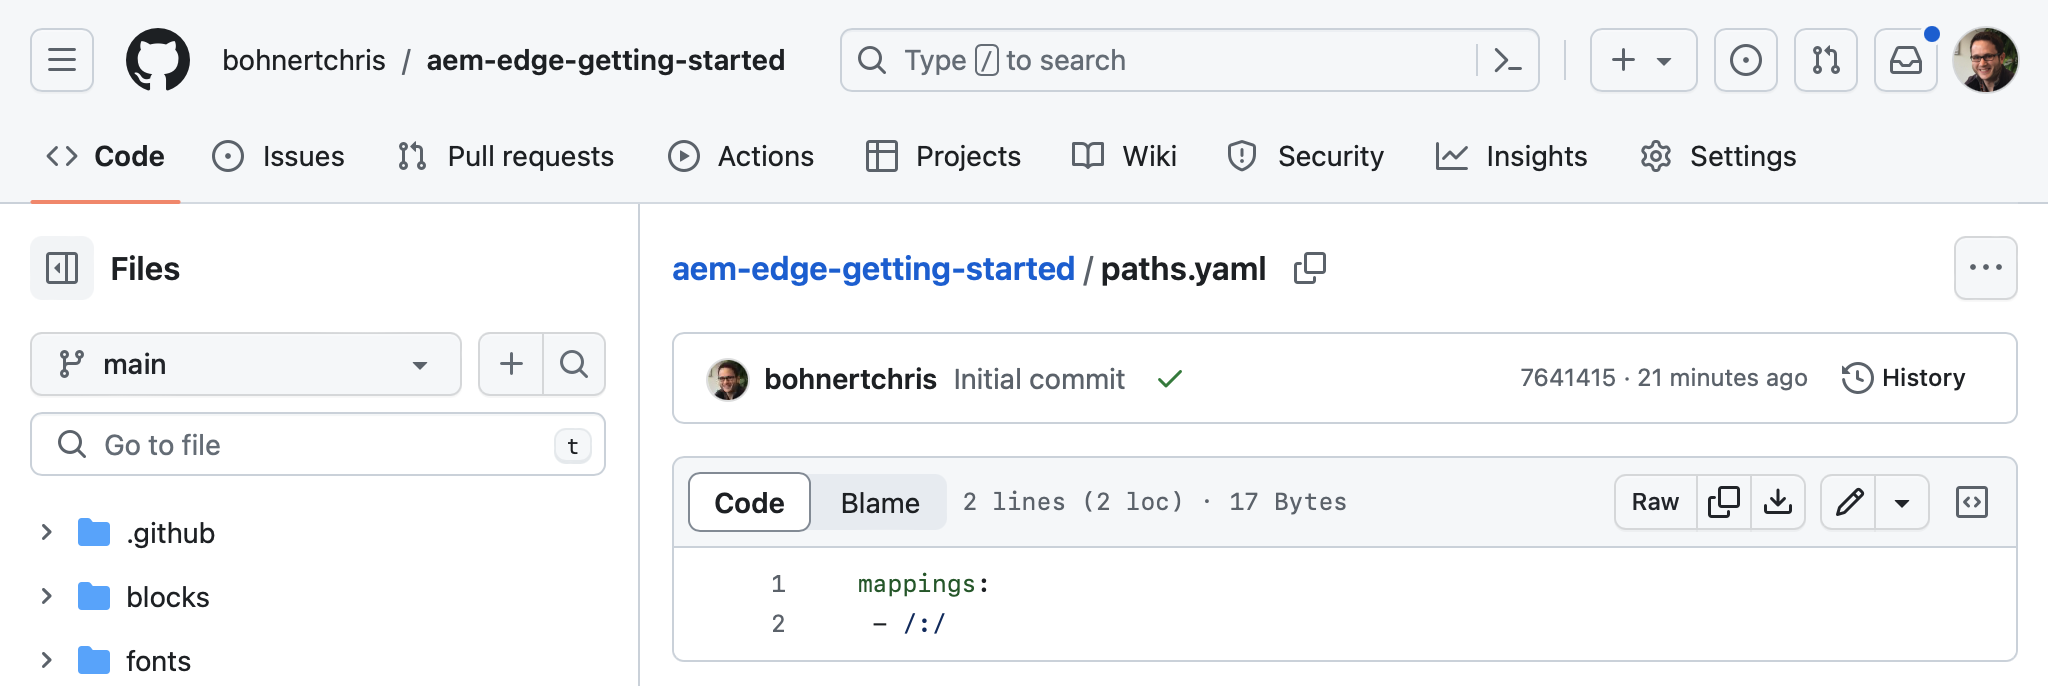 bohnertchris / aem-edge-getting-started
Type / to search
Code
Issues
Pull requests
Actions
Projects
Wiki
Security
Insights
Settings
Files
main
Go to file
t
.github
blocks
fonts
aem-edge-getting-started / paths.yaml
bohnertchris Initial commit
7641415 · 21 minutes ago
History
Code
Blame
2 lines (2 loc) · 17 Bytes
Raw
1 mappings:
2 - /:/